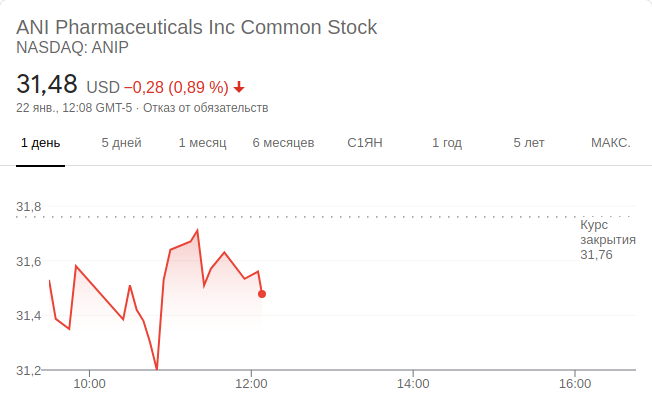 ANI Pharmaceuticals Inc Common Stock
NASDAQ: ANIP
31,48 USD −0,28 (0,89 %)
22 янв., 12:08 GMT-5 · Отказ от обязательств
1 день 5 дней 1 месяц 6 месяцев С1ЯН 1 год 5 лет МАКС.
31,8
Курс
закрытия
31,76
31,6
31,4
31,2
10:00 12:00 14:00 16:00